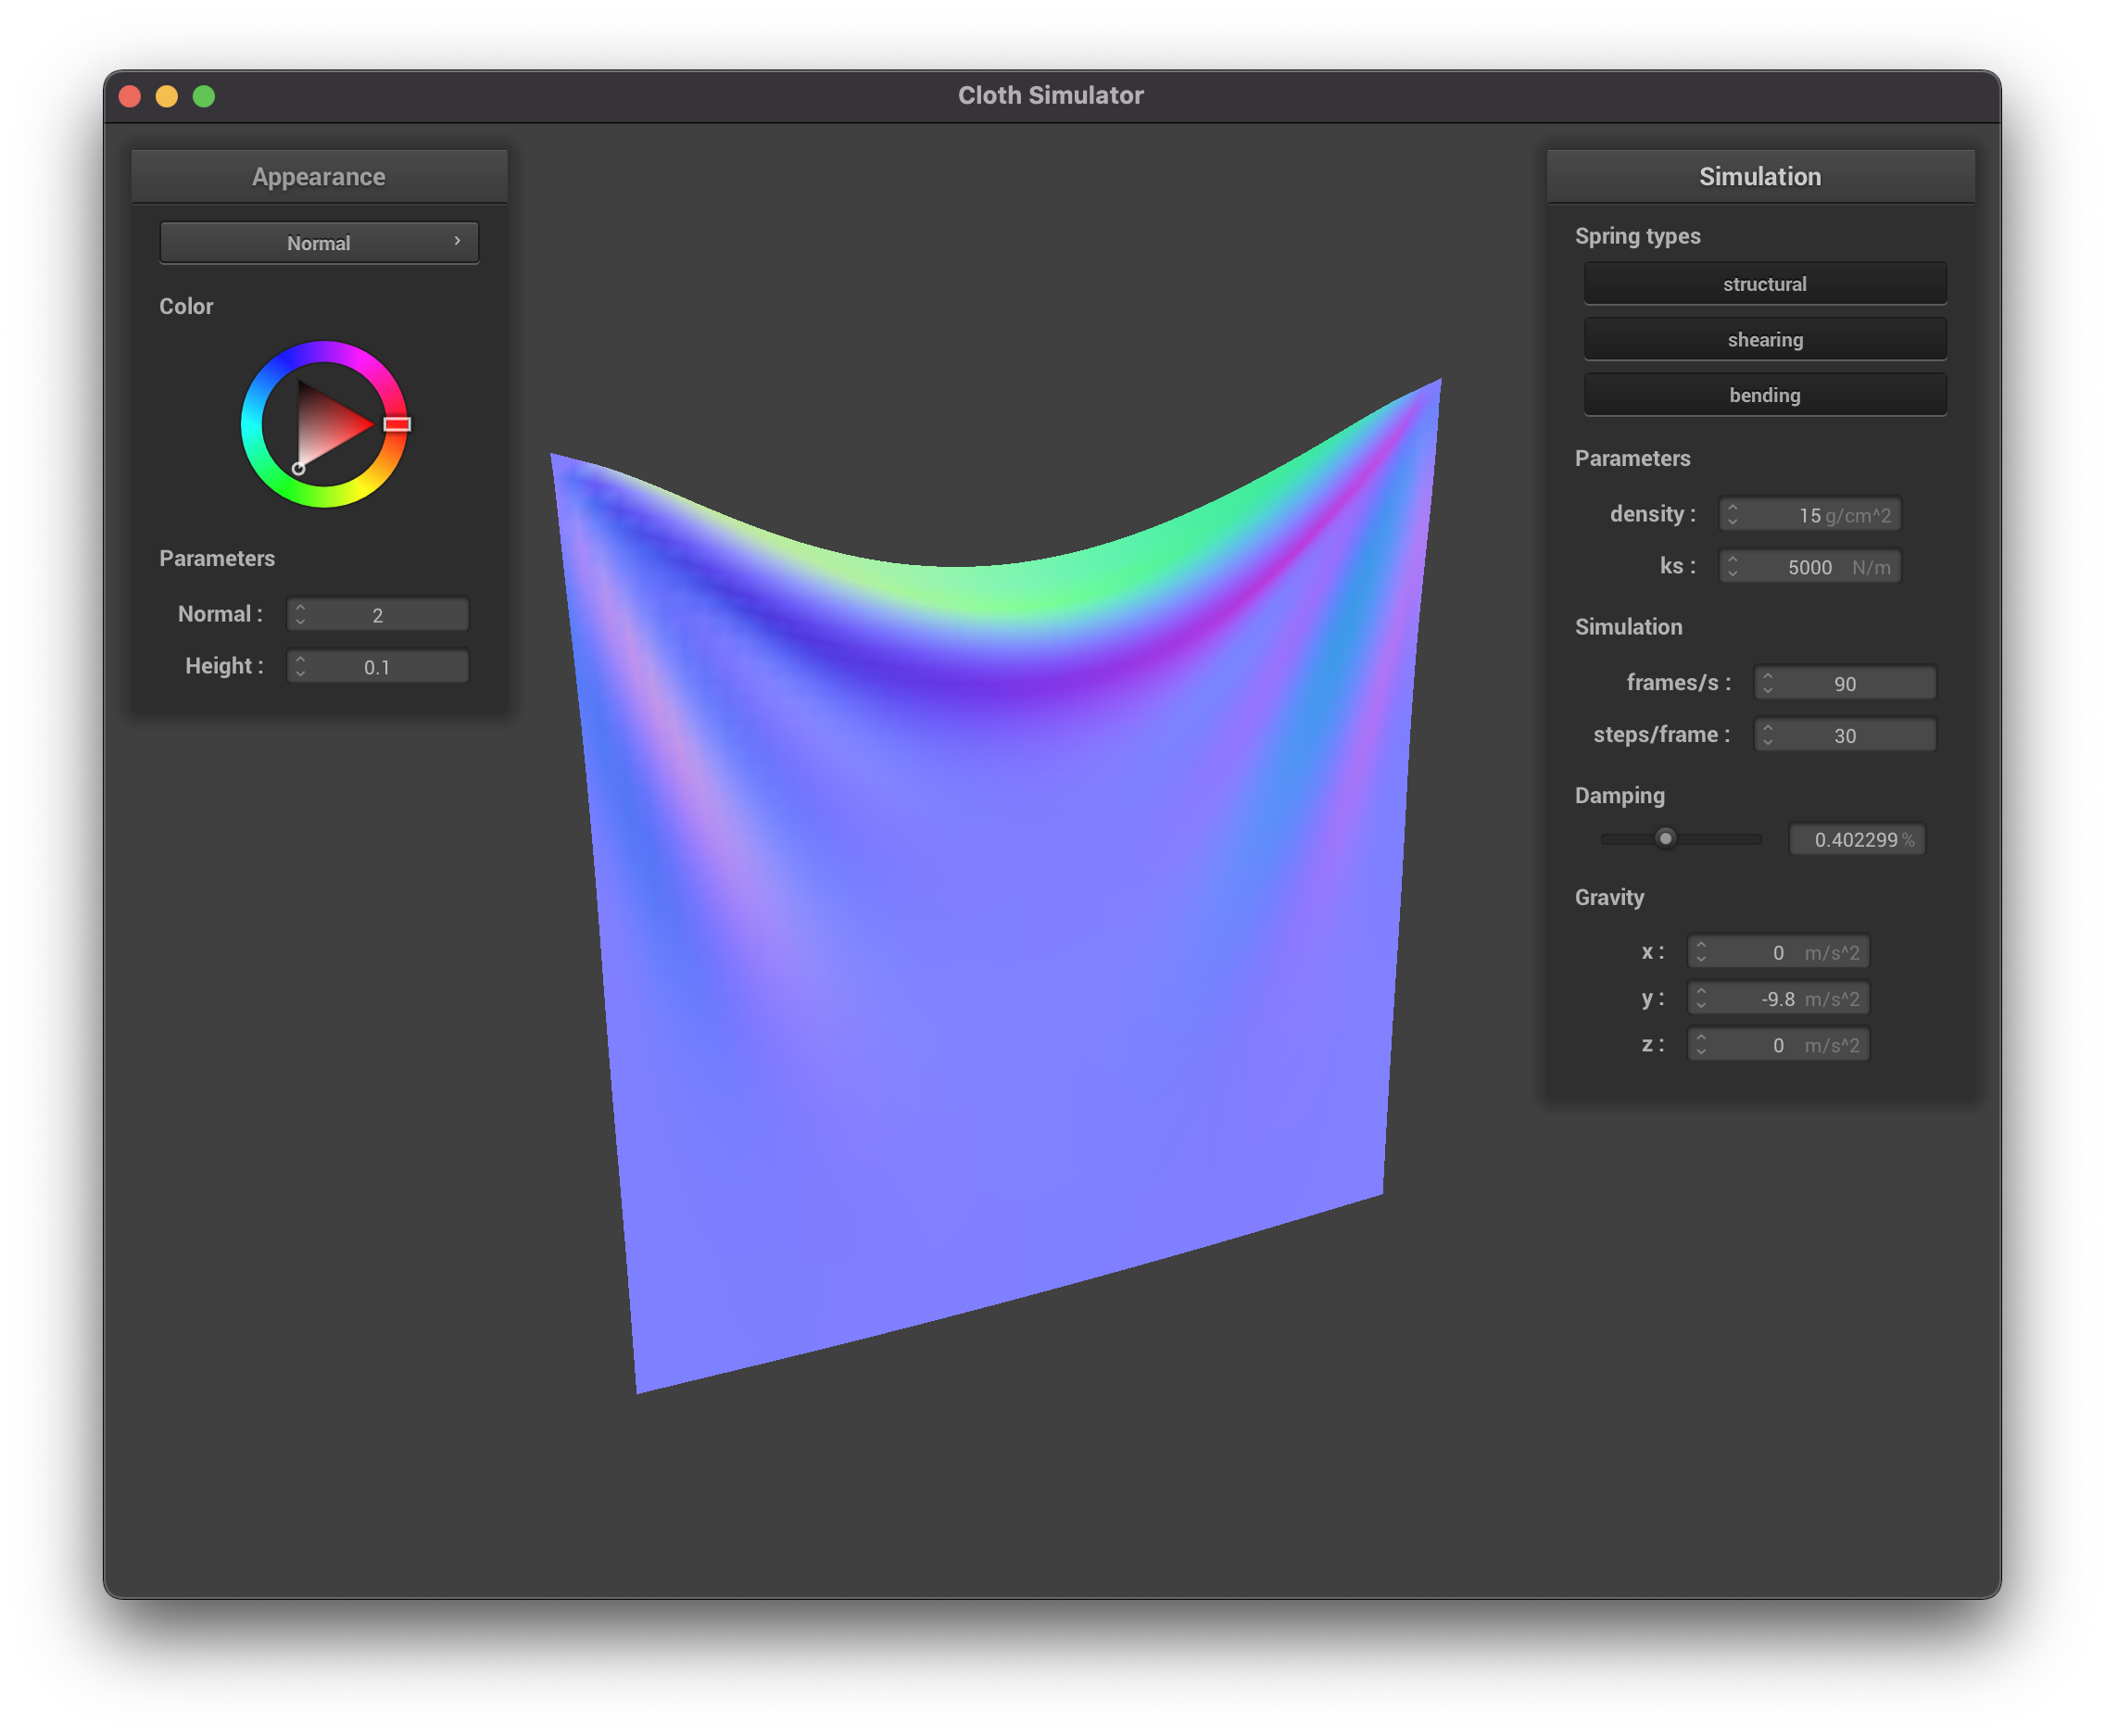 Cloth Simulator
Appearance
Normal
Color
Parameters
Normal : 2
Height : 0.1
Simulation
Spring types
structural
shearing
bending
Parameters
density : 15 g/cm^2
ks : 5000 N/m
Simulation
frames/s : 90
steps/frame : 30
Damping
0.402299 %
Gravity
x : 0 m/s^2
y : -9.8 m/s^2
z : 0 m/s^2